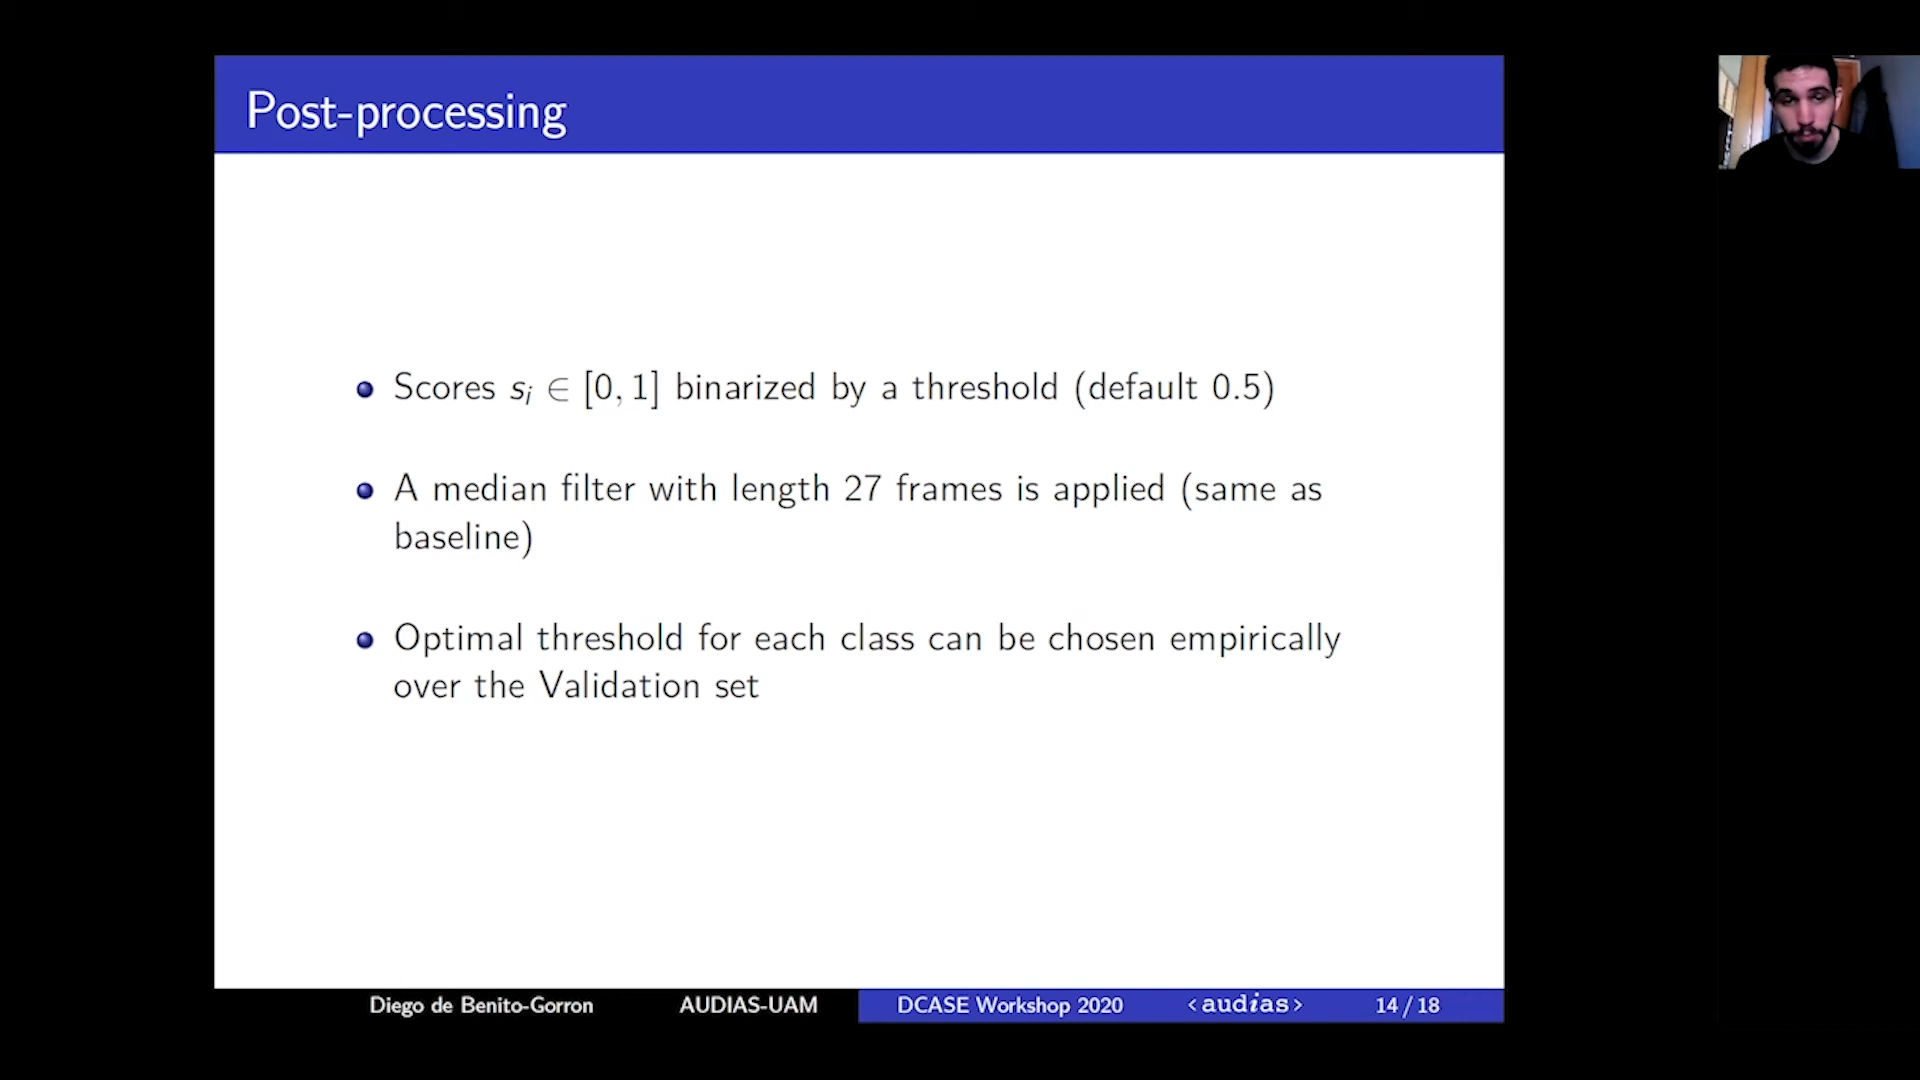 Post-processing
Scores sᵢ ∈ [0, 1] binarized by a threshold (default 0.5)
A median filter with length 27 frames is applied (same as
baseline)
Optimal threshold for each class can be chosen empirically
over the Validation set
Diego de Benito-Gorron AUDIAS-UAM DCASE Workshop 2020 <audias> 14 / 18